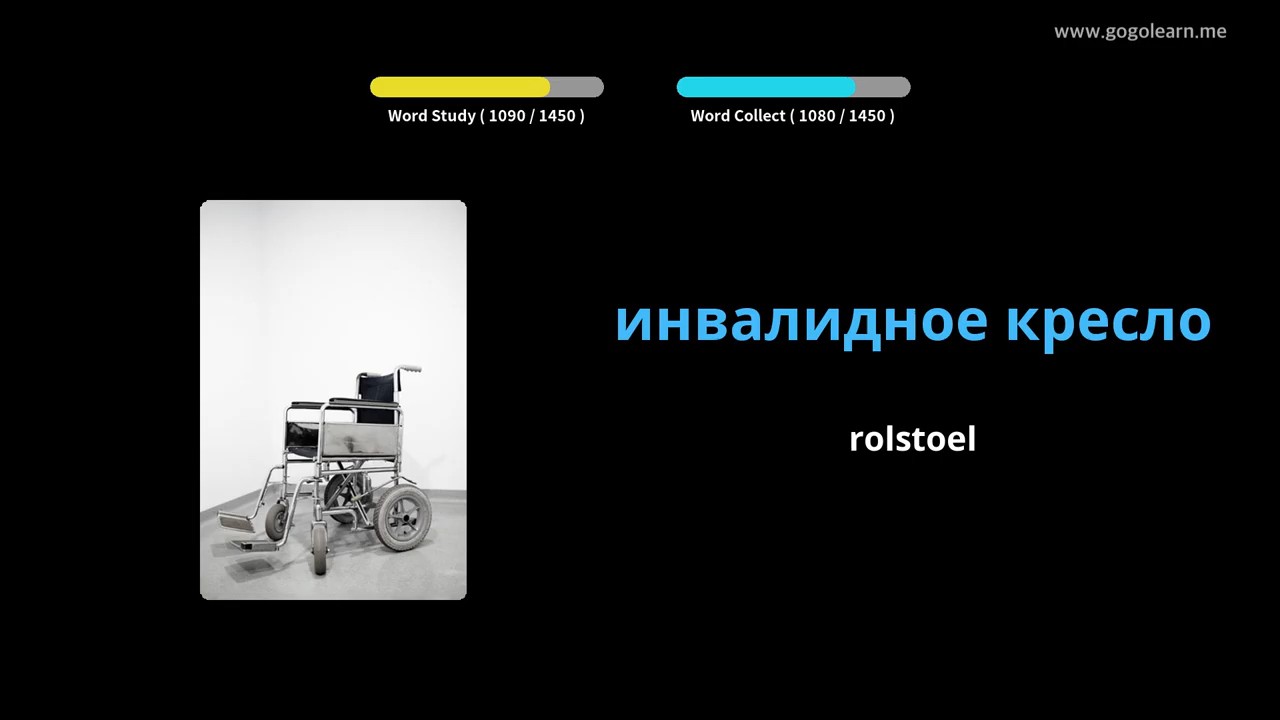 www.gogolearn.me
Word Study ( 1090 / 1450 )
Word Collect ( 1080 / 1450 )
инвалидное кресло
rolstoel